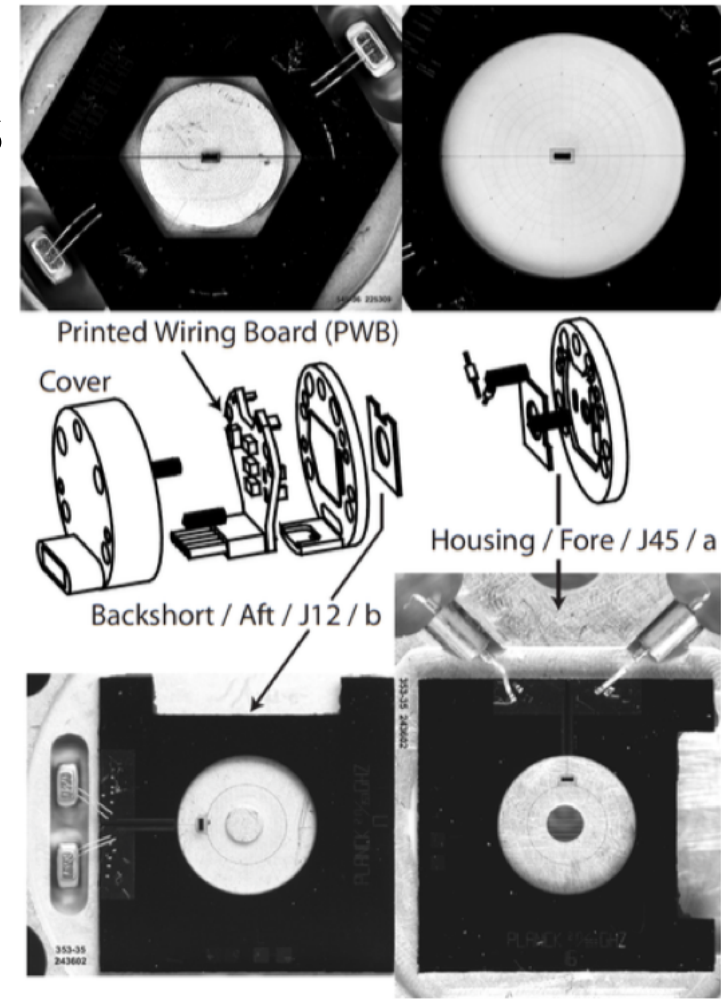 Printed Wiring Board (PWB)
Cover
Housing / Fore / J45 / a
Backshort / Aft / J12 / b
353-35 243602
353-35
243602